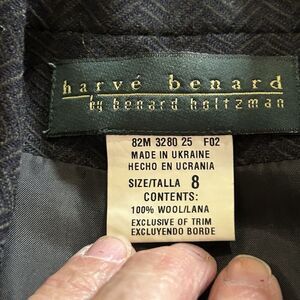 harvé benard
by benard holtzman
82M 3280 25 F02
MADE IN UKRAINE
HECHO EN UCRANIA
SIZE/TALLA 8
CONTENTS:
100% WOOL/LANA
EXCLUSIVE OF TRIM
EXCLUYENDO BORDE